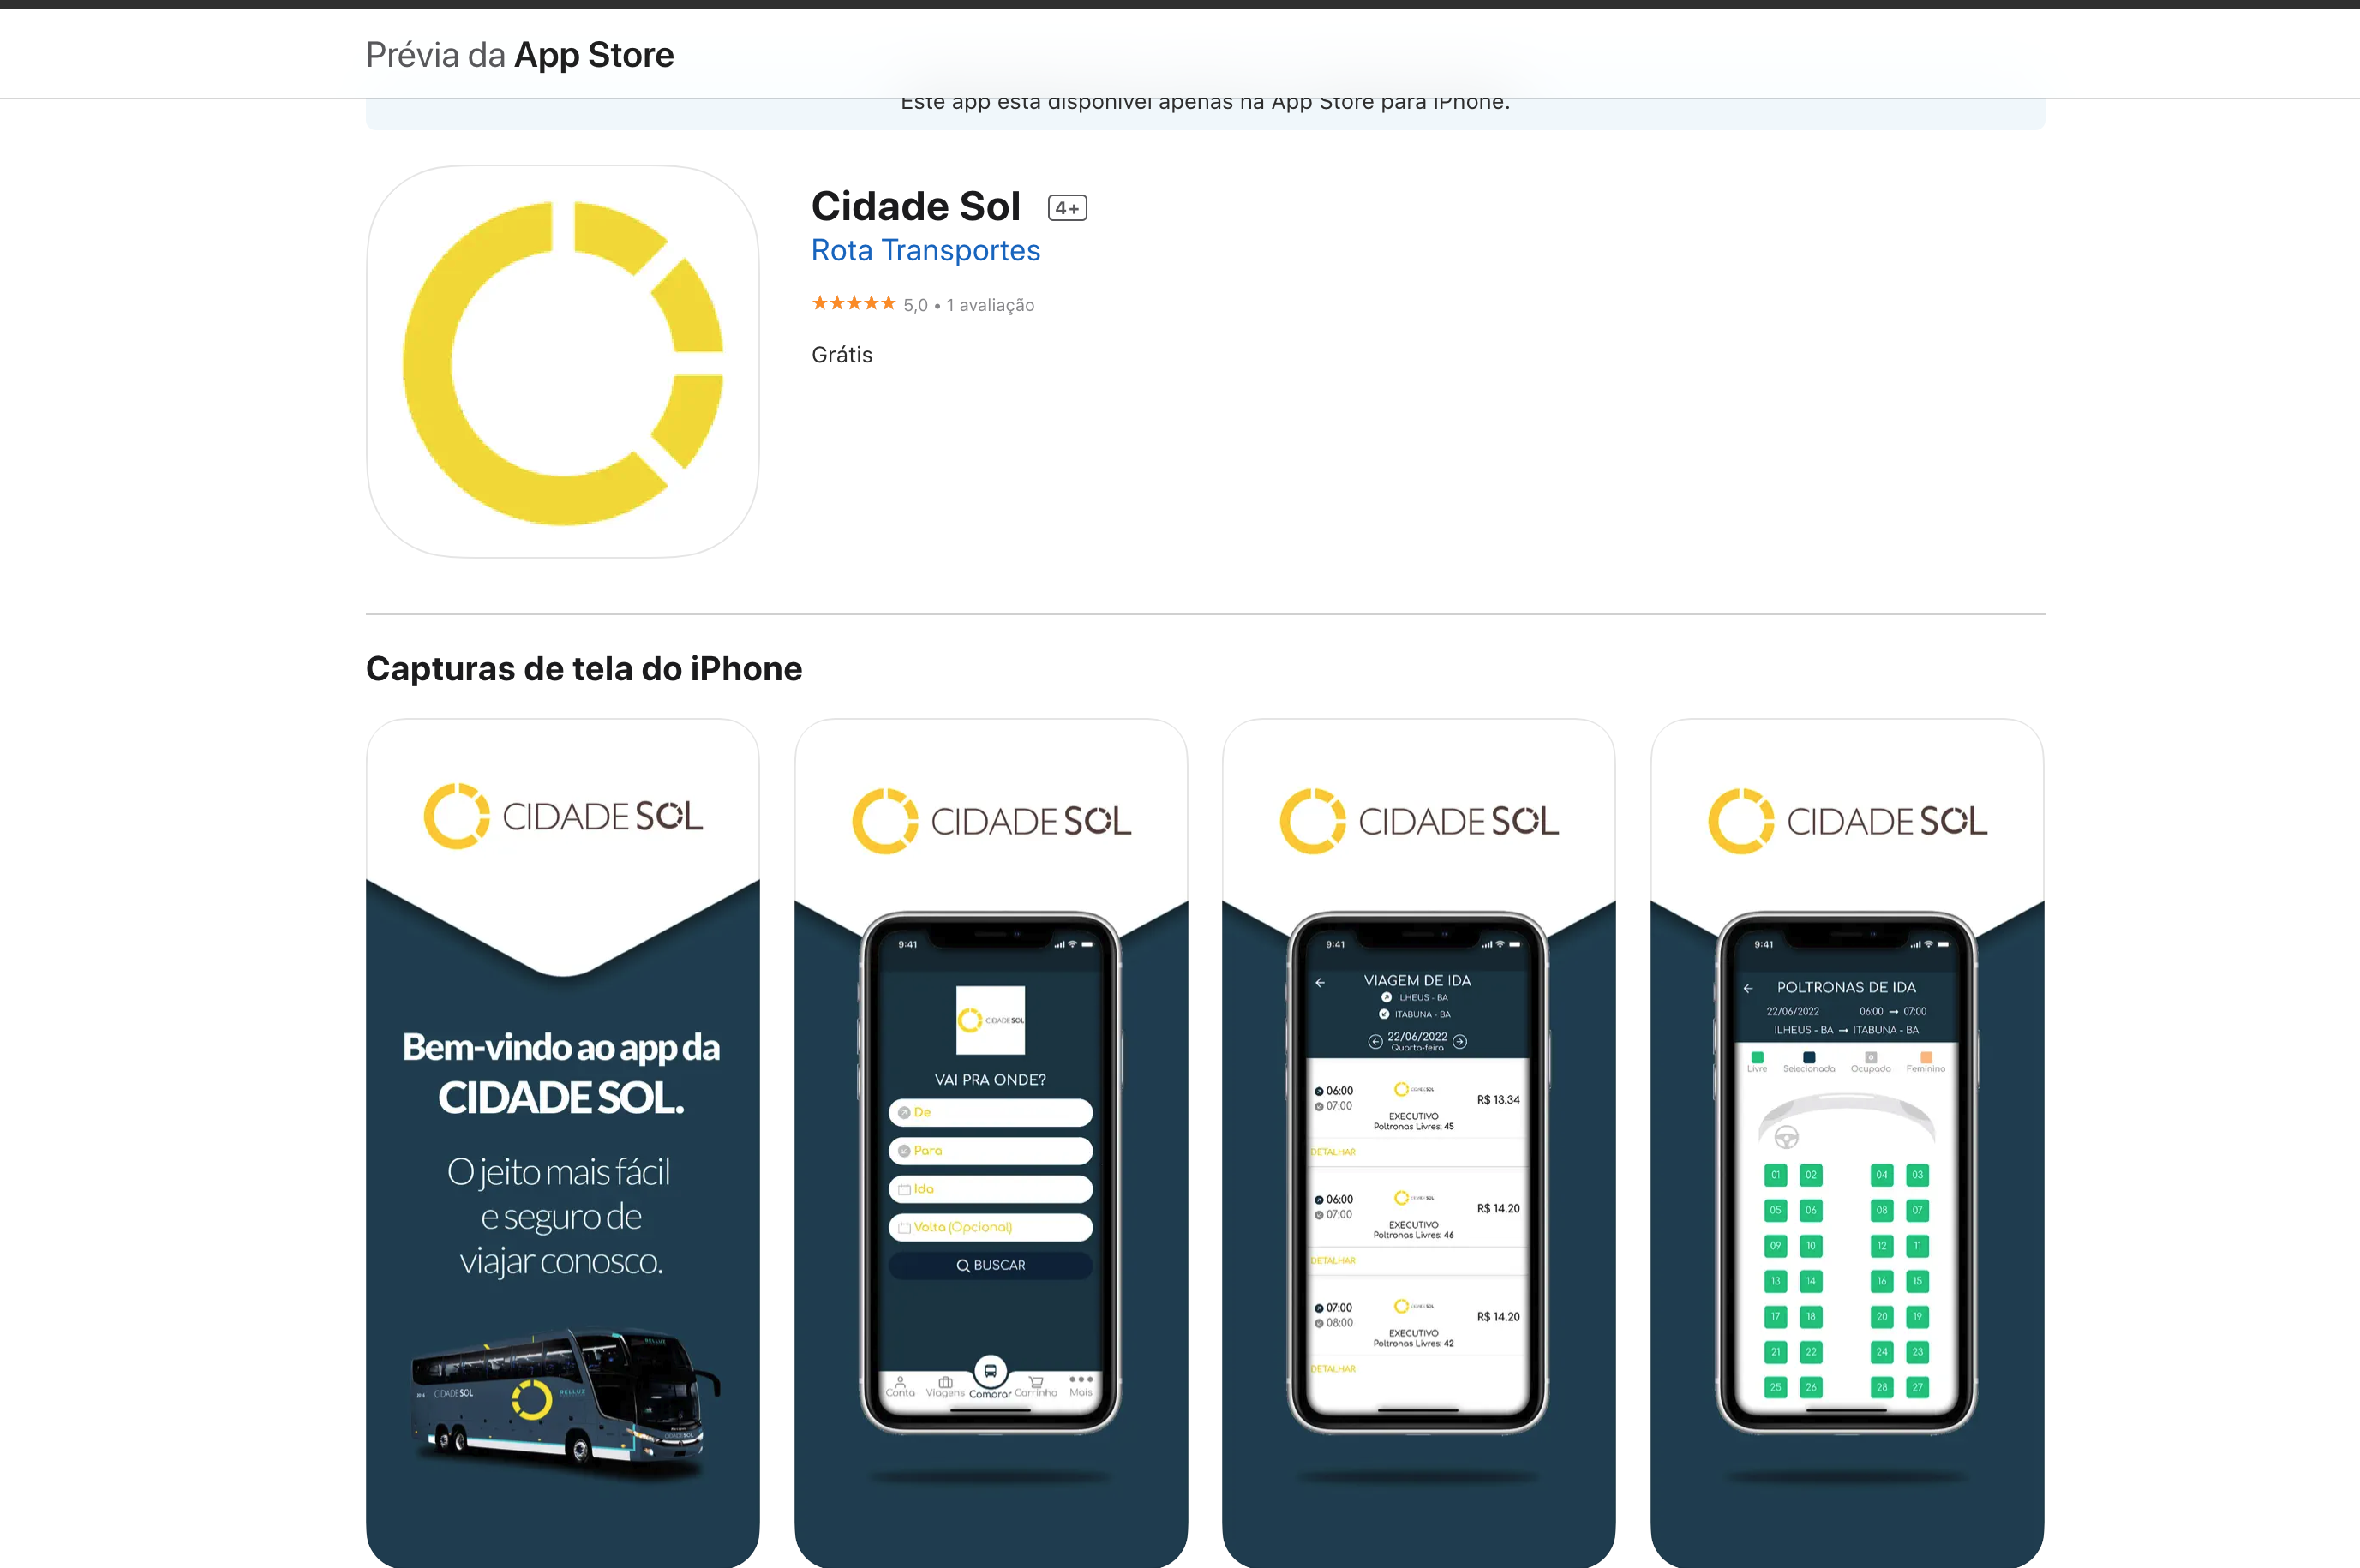 Prévia da App Store
Este app está disponível apenas na App Store para iPhone.
Cidade Sol 4+
Rota Transportes
★★★★★ 5,0 • 1 avaliação
Grátis
Capturas de tela do iPhone
CIDADE SOL
Bem-vindo ao app da
CIDADE SOL.
O jeito mais fácil
e seguro de
viajar conosco.
CIDADE SOL
CIDADE SOL
9:41
CIDADE SOL
VAI PRA ONDE?
De
Para
Ida
Volta (Opcional)
BUSCAR
Conta Viagens Comprar Carrinho Mais
CIDADE SOL
9:41
VIAGEM DE IDA
ILHEUS - BA
ITABUNA - BA
22/06/2022
Quarta-feira
06:00
07:00
EXECUTIVO
Poltronas Livres: 45
R$ 13.34
DETALHAR
06:00
07:00
EXECUTIVO
Poltronas Livres: 46
R$ 14.20
DETALHAR
07:00
08:00
EXECUTIVO
Poltronas Livres: 42
R$ 14.20
DETALHAR
CIDADE SOL
9:41
POLTRONAS DE IDA
22/06/2022 06:00 → 07:00
ILHEUS - BA → ITABUNA - BA
Livre Selecionada Ocupada Feminino
01 02 04 03
05 06 08 07
09 10 12 11
13 14 16 15
17 18 20 19
21 22 24 23
25 26 28 27